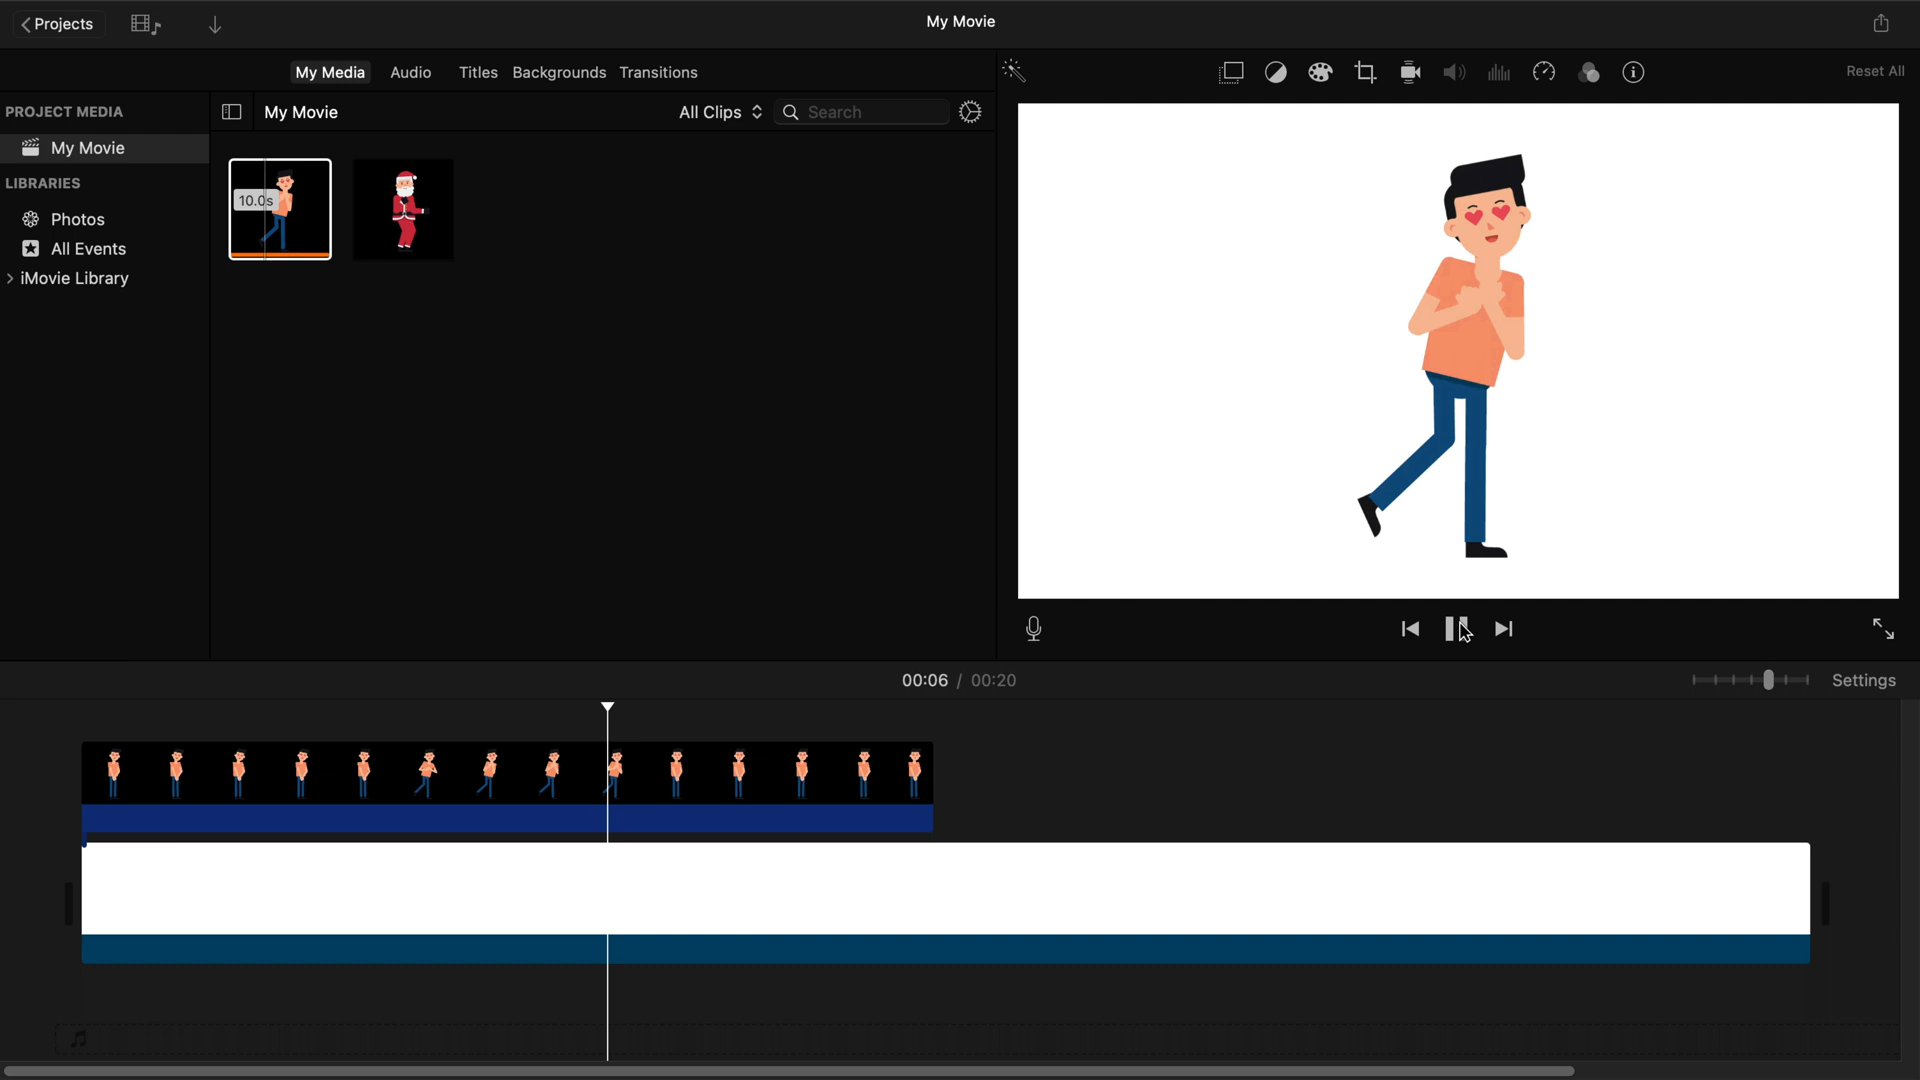 Projects
My Movie
My Media Audio Titles Backgrounds Transitions
Reset All
PROJECT MEDIA
My Movie
All Clips
Search
My Movie
LIBRARIES
10.0s
Photos
All Events
iMovie Library
00:06 / 00:20
Settings